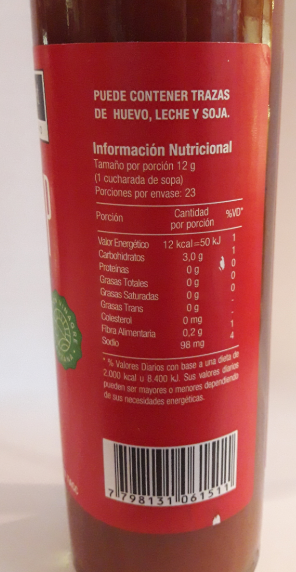 PUEDE CONTENER TRAZAS
DE HUEVO, LECHE Y SOJA.
Información Nutricional
Tamaño por porción 12 g
(1 cucharada de sopa)
Porciones por envase: 23
Porción Cantidad por porción %VD*
Valor Energético 12 kcal=50 kJ 1
Carbohidratos 3,0 g 1
Proteínas 0 g 0
Grasas Totales 0 g 0
Grasas Saturadas 0 g 0
Grasas Trans 0 g -
Colesterol 0 mg -
Fibra Alimentaria 0,2 g 1
Sodio 98 mg 4
* % Valores Diarios con base a una dieta de
2.000 kcal u 8.400 kJ. Sus valores diarios
pueden ser mayores o menores dependiendo
de sus necesidades energéticas.
7 798131 061511